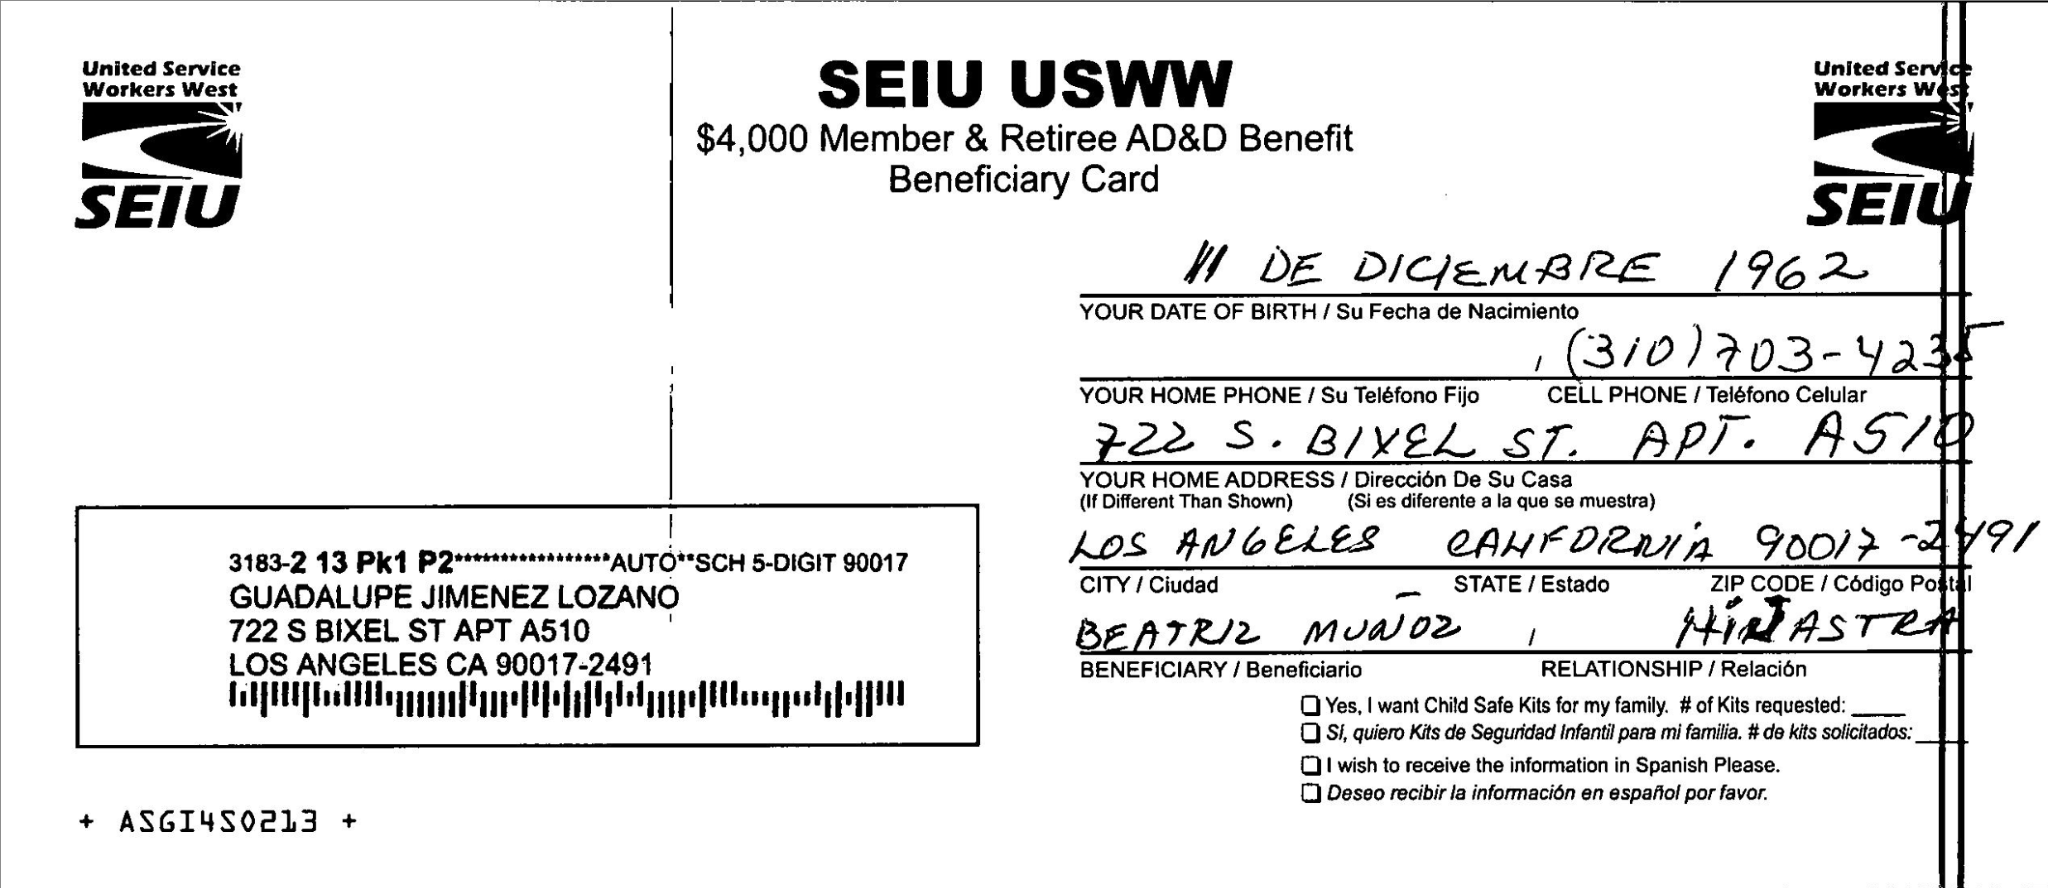 United Service
Workers West
SEIU
SEIU USWW
$4,000 Member & Retiree AD&D Benefit
Beneficiary Card
United Service
Workers West
SEIU
11 DE DICIEMBRE 1962
YOUR DATE OF BIRTH / Su Fecha de Nacimiento
(310) 703-4235
YOUR HOME PHONE / Su Teléfono Fijo CELL PHONE / Teléfono Celular
722 S. BIXEL ST. APT. A510
YOUR HOME ADDRESS / Dirección De Su Casa
(If Different Than Shown) (Si es diferente a la que se muestra)
LOS ANGELES CALIFORNIA 90017-2491
CITY / Ciudad STATE / Estado ZIP CODE / Código Postal
BEATRIZ MUÑOZ
BENEFICIARY / Beneficiario RELATIONSHIP / Relación
Yes, I want Child Safe Kits for my family. # of Kits requested: ____
Sí, quiero Kits de Seguridad Infantil para mi familia. # de kits solicitados: ____
I wish to receive the information in Spanish Please.
Deseo recibir la información en español por favor.
3183-2 13 Pk1 P2*****************AUTO**SCH 5-DIGIT 90017
GUADALUPE JIMENEZ LOZANO
722 S BIXEL ST APT A510
LOS ANGELES CA 90017-2491
+ ASGI4S0213 +